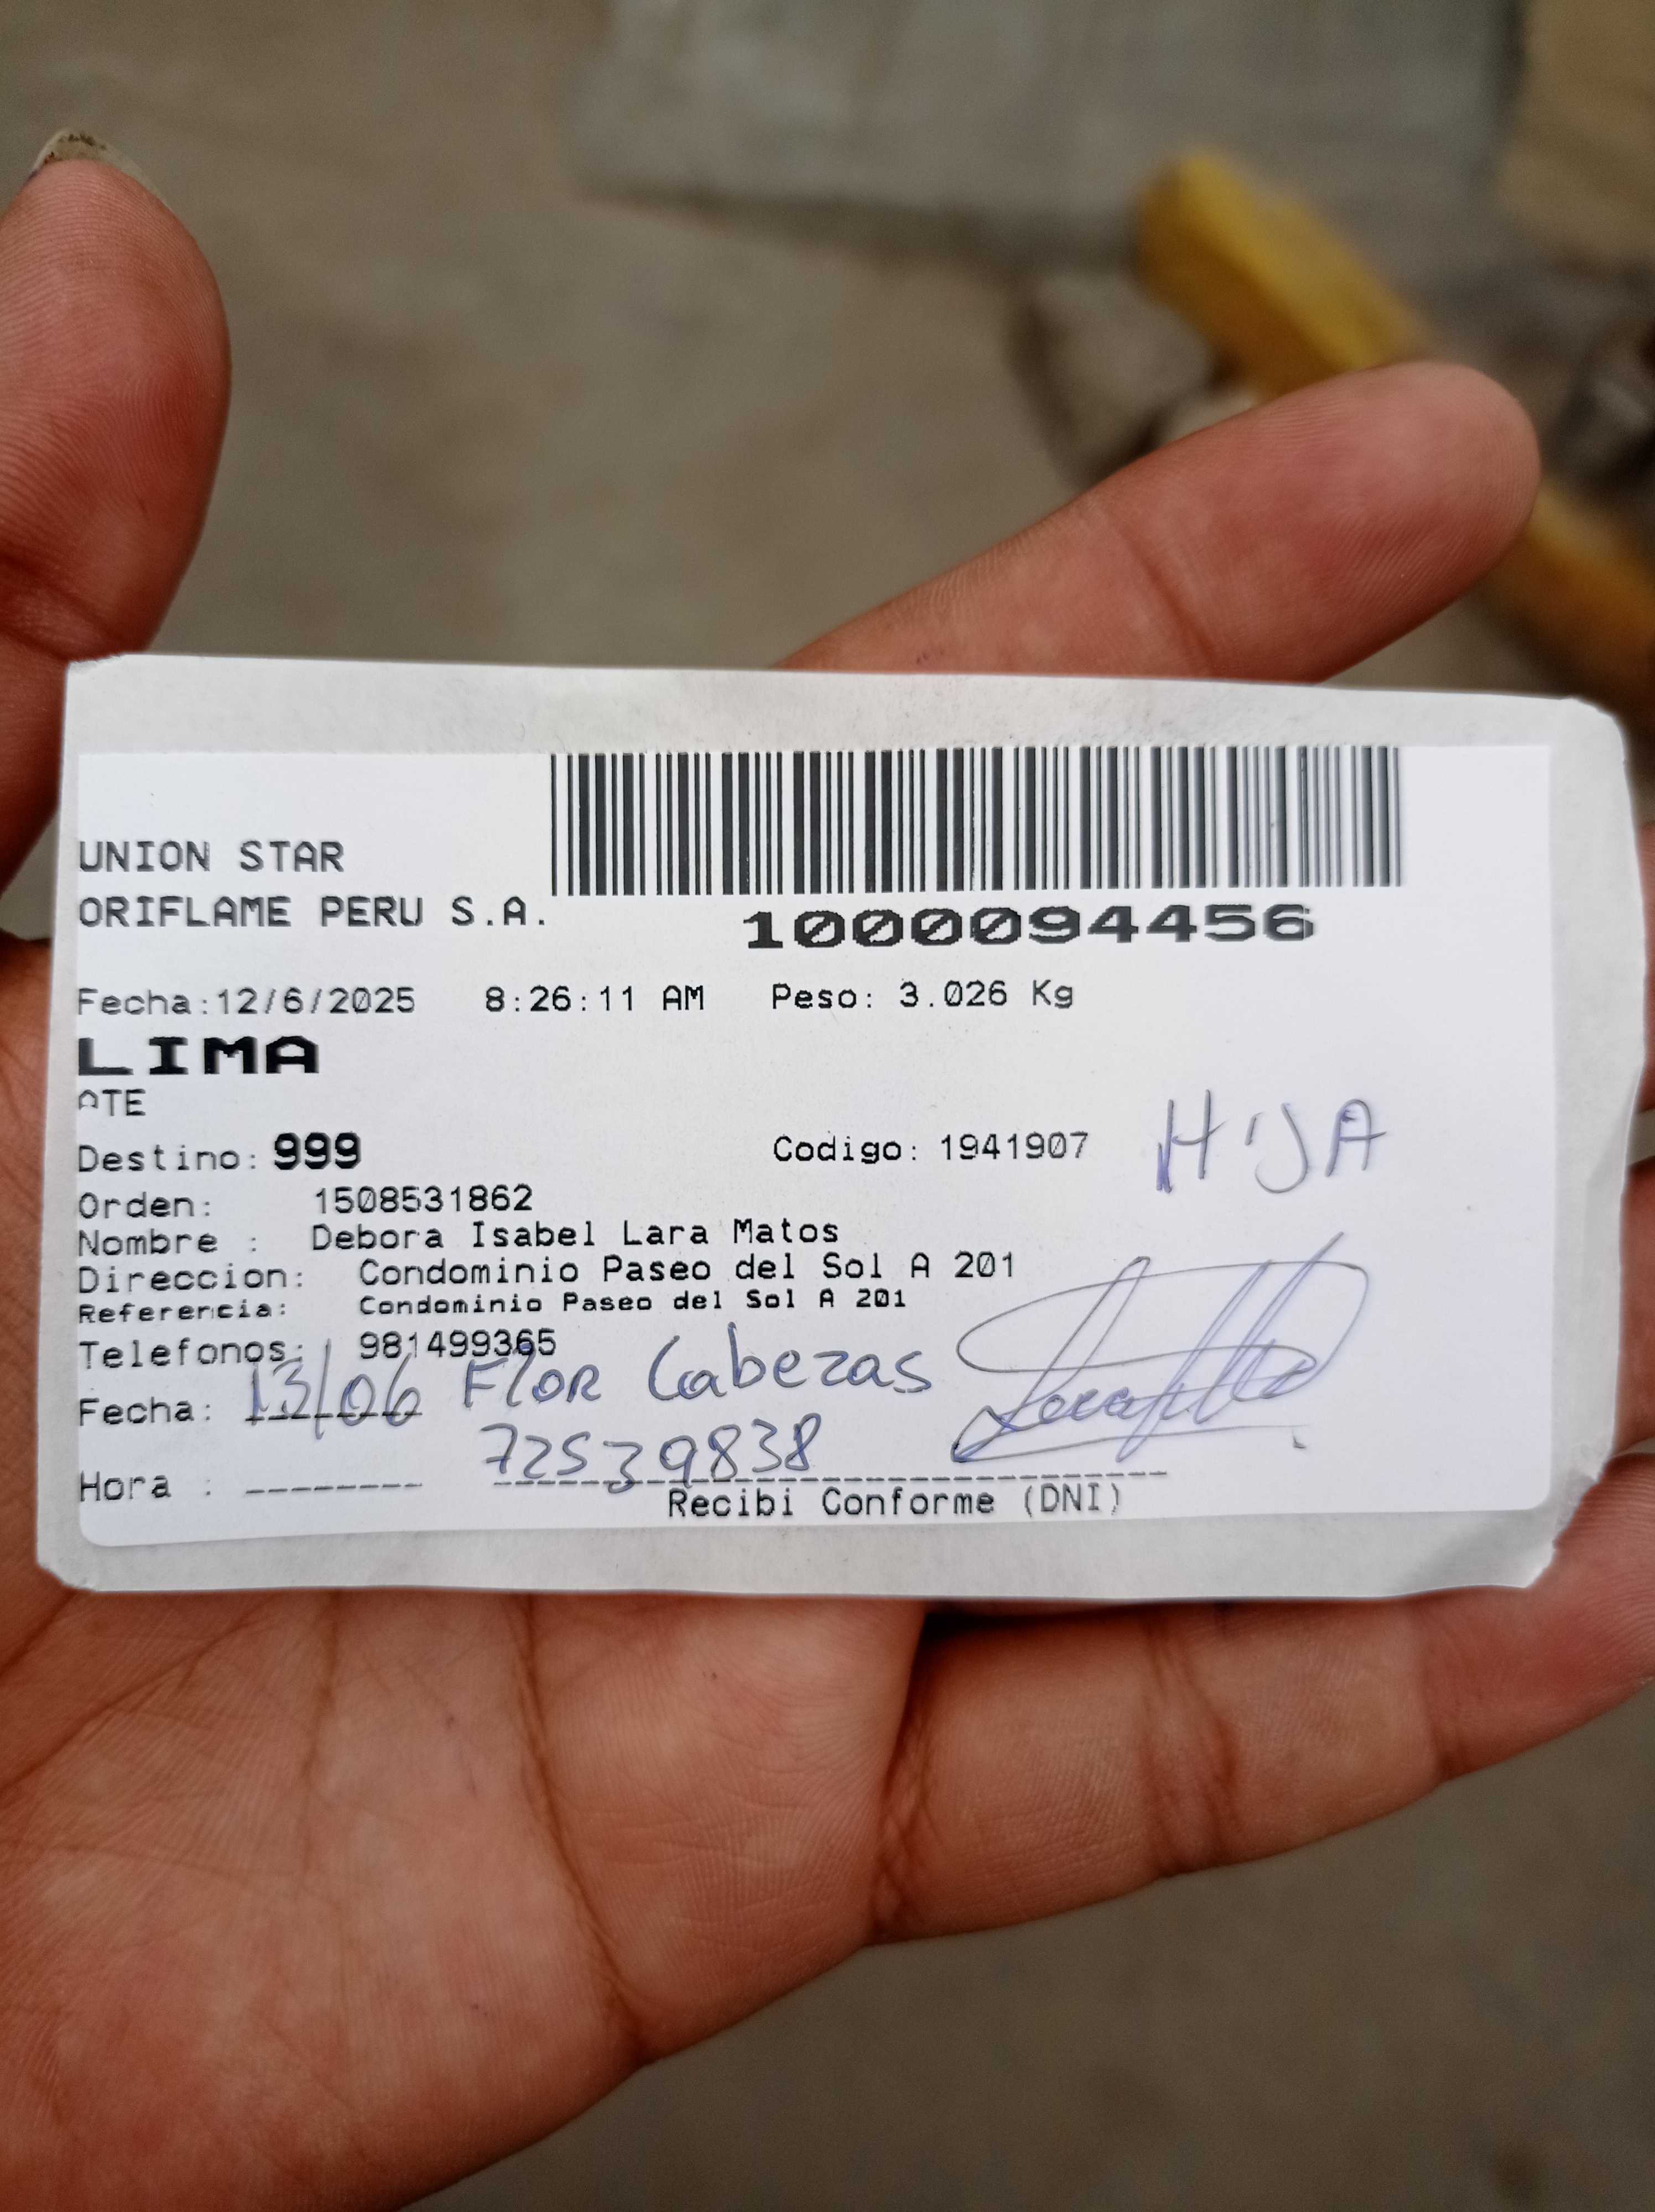 UNION STAR
ORIFLAME PERU S.A.
1000094456
Fecha:12/6/2025 8:26:11 AM Peso: 3.026 Kg
LIMA
ATE
Destino: 999 Codigo: 1941907 HIJA
Orden: 1508531862
Nombre : Debora Isabel Lara Matos
Direccion: Condominio Paseo del Sol A 201
Referencia: Condominio Paseo del Sol A 201
Telefonos: 981499365
Fecha: 13/06 Flor Cabezas
Hora : 72539838
Recibi Conforme (DNI)